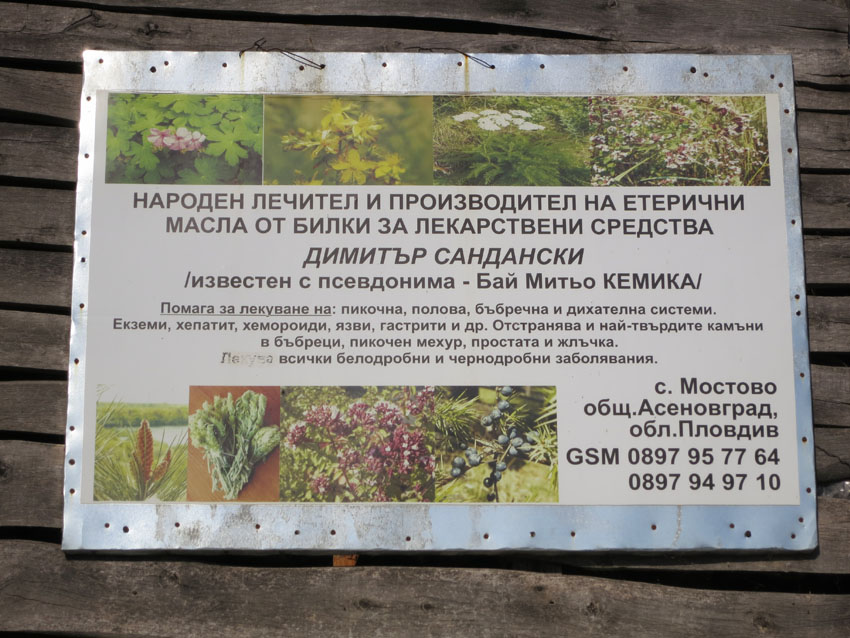 НАРОДЕН ЛЕЧИТЕЛ И ПРОИЗВОДИТЕЛ НА ЕТЕРИЧНИ
МАСЛА ОТ БИЛКИ ЗА ЛЕКАРСТВЕНИ СРЕДСТВА
ДИМИТЪР САНДАНСКИ
/известен с псевдонима - Бай Митьо КЕМИКА/
Помага за лекуване на: пикочна, полова, бъбречна и дихателна системи.
Екземи, хепатит, хемороиди, язви, гастрити и др. Отстранява и най-твърдите камъни
в бъбреци, пикочен мехур, простата и жлъчка.
Лекува всички белодробни и чернодробни заболявания.
с. Мостово
общ.Асеновград,
обл.Пловдив
GSM 0897 95 77 64
0897 94 97 10